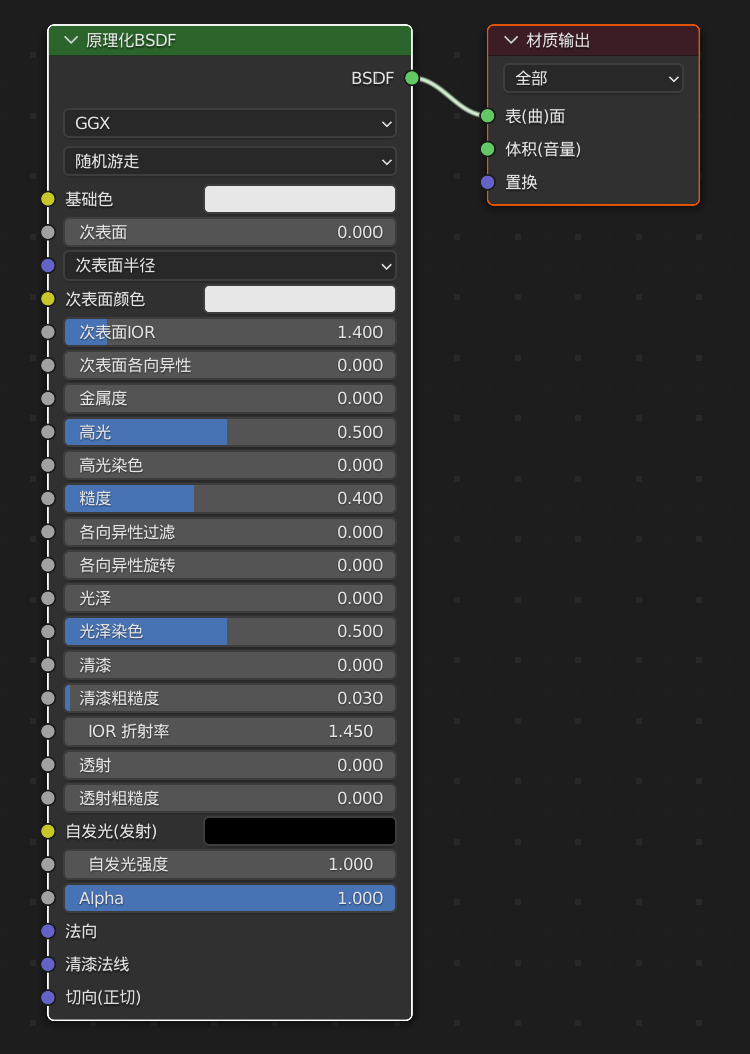 原理化BSDF
BSDF
GGX
随机游走
基础色
次表面 0.000
次表面半径
次表面颜色
次表面IOR 1.400
次表面各向异性 0.000
金属度 0.000
高光 0.500
高光染色 0.000
糙度 0.400
各向异性过滤 0.000
各向异性旋转 0.000
光泽 0.000
光泽染色 0.500
清漆 0.000
清漆粗糙度 0.030
IOR 折射率 1.450
透射 0.000
透射粗糙度 0.000
自发光(发射)
自发光强度 1.000
Alpha 1.000
法向
清漆法线
切向(正切)
材质输出
全部
表(曲)面
体积(音量)
置换